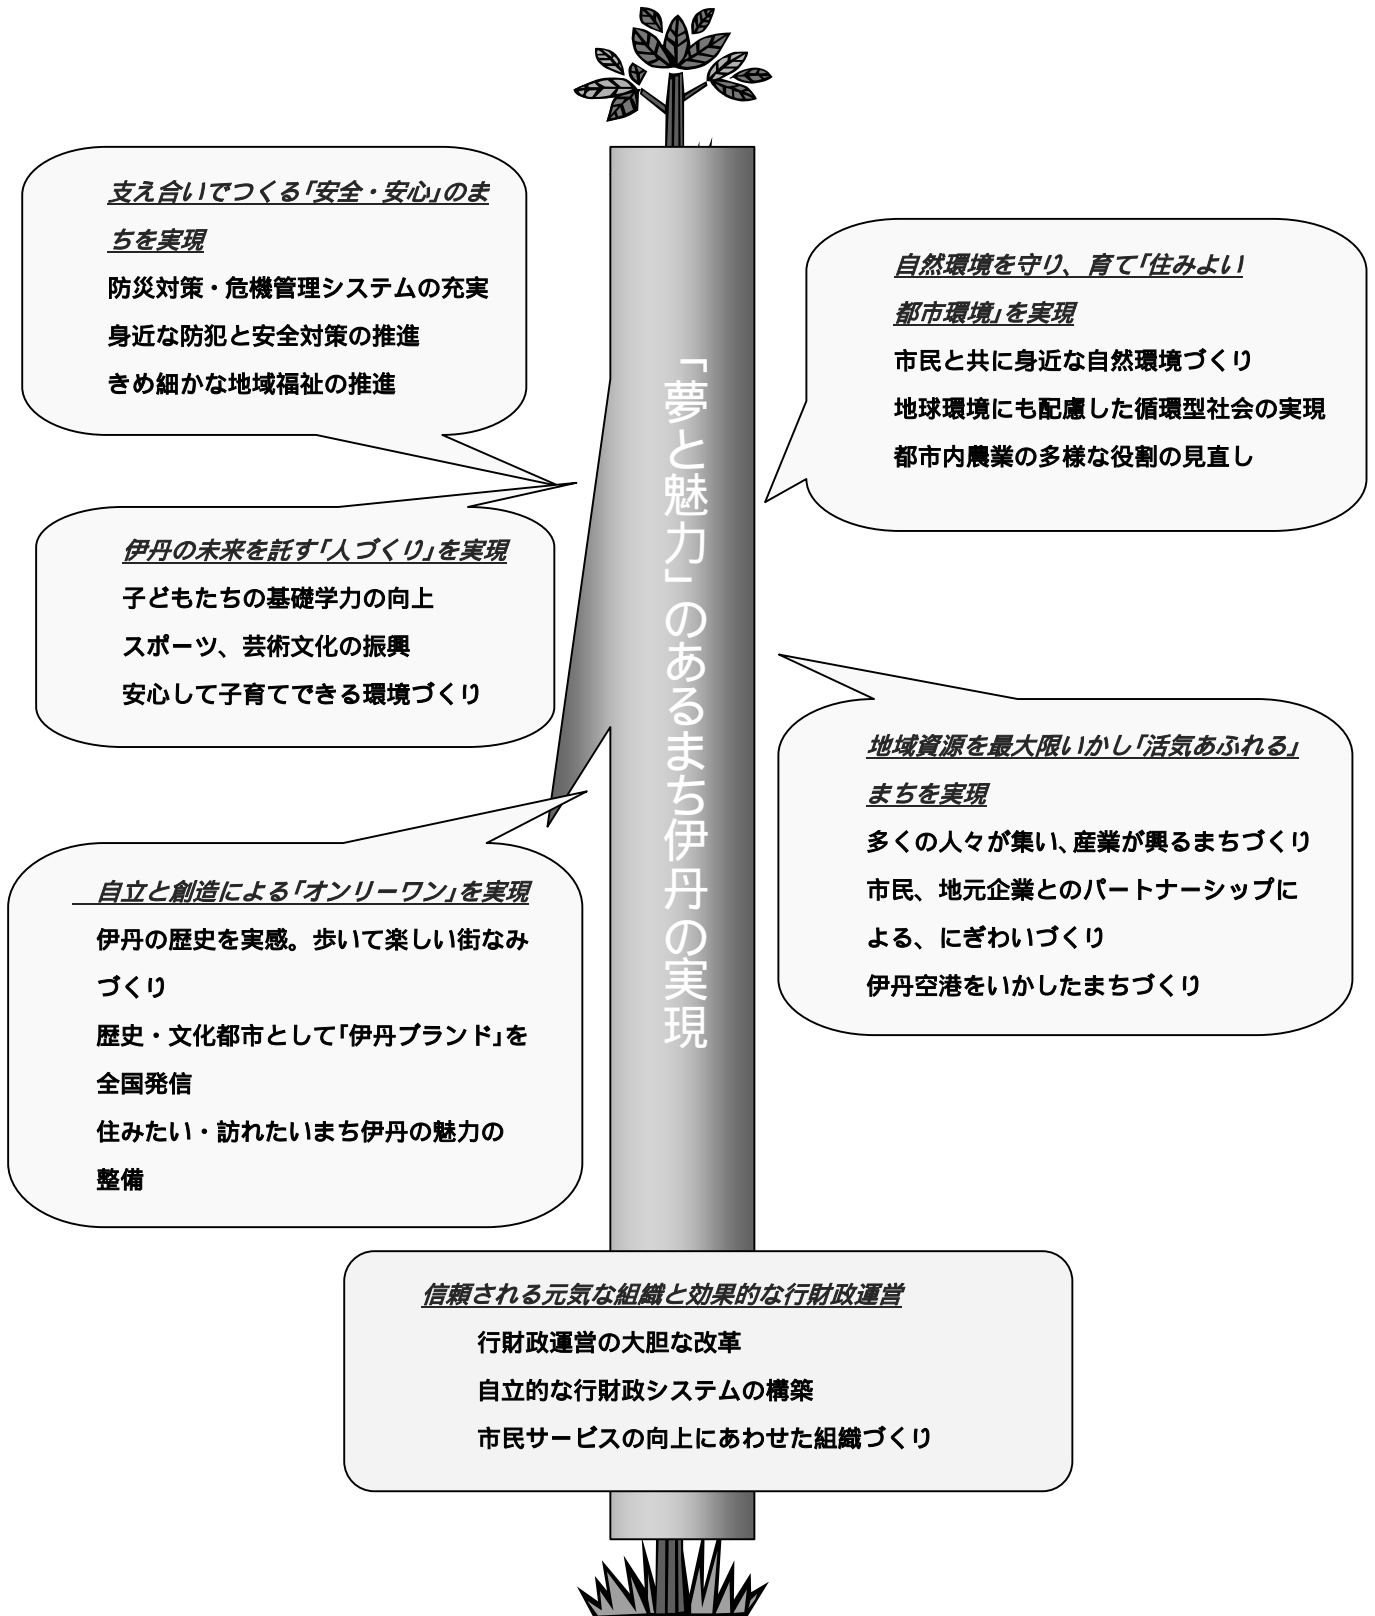 支え合いでつくる｢安全・安心｣のま
ちを実現
防災対策・危機管理システムの充実
身近な防犯と安全対策の推進
きめ細かな地域福祉の推進
自然環境を守り、育て｢住みよい
都市環境｣を実現
市民と共に身近な自然環境づくり
地球環境にも配慮した循環型社会の実現
都市内農業の多様な役割の見直し
「夢と魅力」のあるまち伊丹の実現
伊丹の未来を託す｢人づくり｣を実現
子どもたちの基礎学力の向上
スポーツ、芸術文化の振興
安心して子育てできる環境づくり
地域資源を最大限いかし｢活気あふれる｣
まちを実現
多くの人々が集い、産業が興るまちづくり
市民、地元企業とのパートナーシップに
よる、にぎわいづくり
伊丹空港をいかしたまちづくり
自立と創造による｢オンリーワン｣を実現
伊丹の歴史を実感。歩いて楽しい街なみ
づくり
歴史・文化都市として｢伊丹ブランド｣を
全国発信
住みたい・訪れたいまち伊丹の魅力の
整備
信頼される元気な組織と効果的な行財政運営
行財政運営の大胆な改革
自立的な行財政システムの構築
市民サービスの向上にあわせた組織づくり